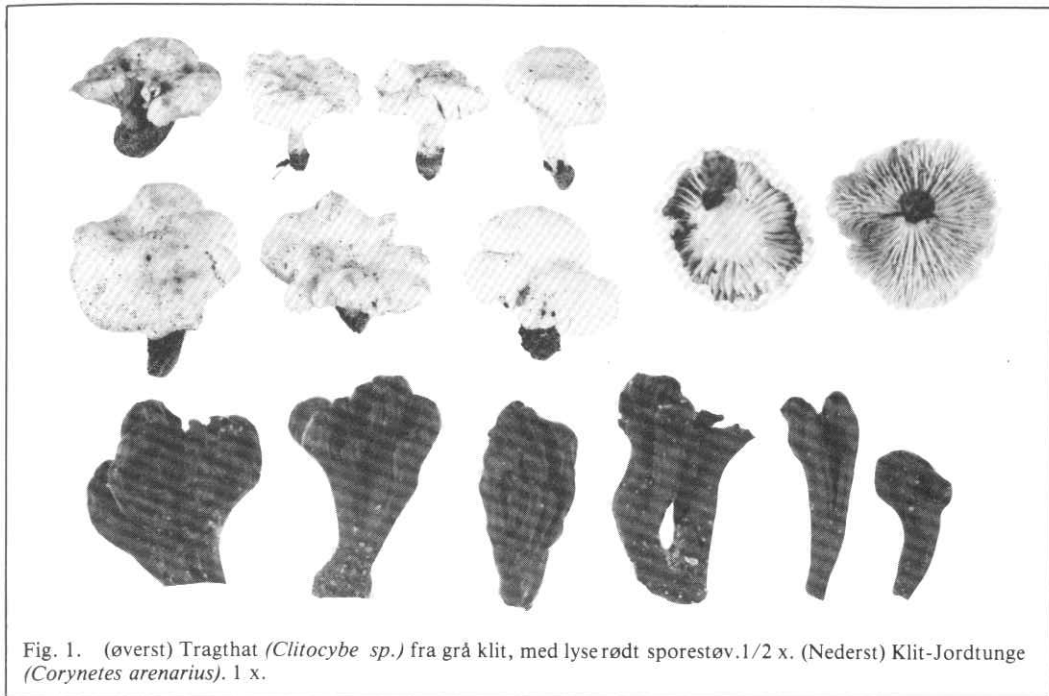 Fig. 1. (øverst) Tragthat (Clitocybe sp.) fra grå klit, med lyse rødt sporestøv.1/2 x. (Nederst) Klit-Jordtunge
(Corynetes arenarius). 1 x.